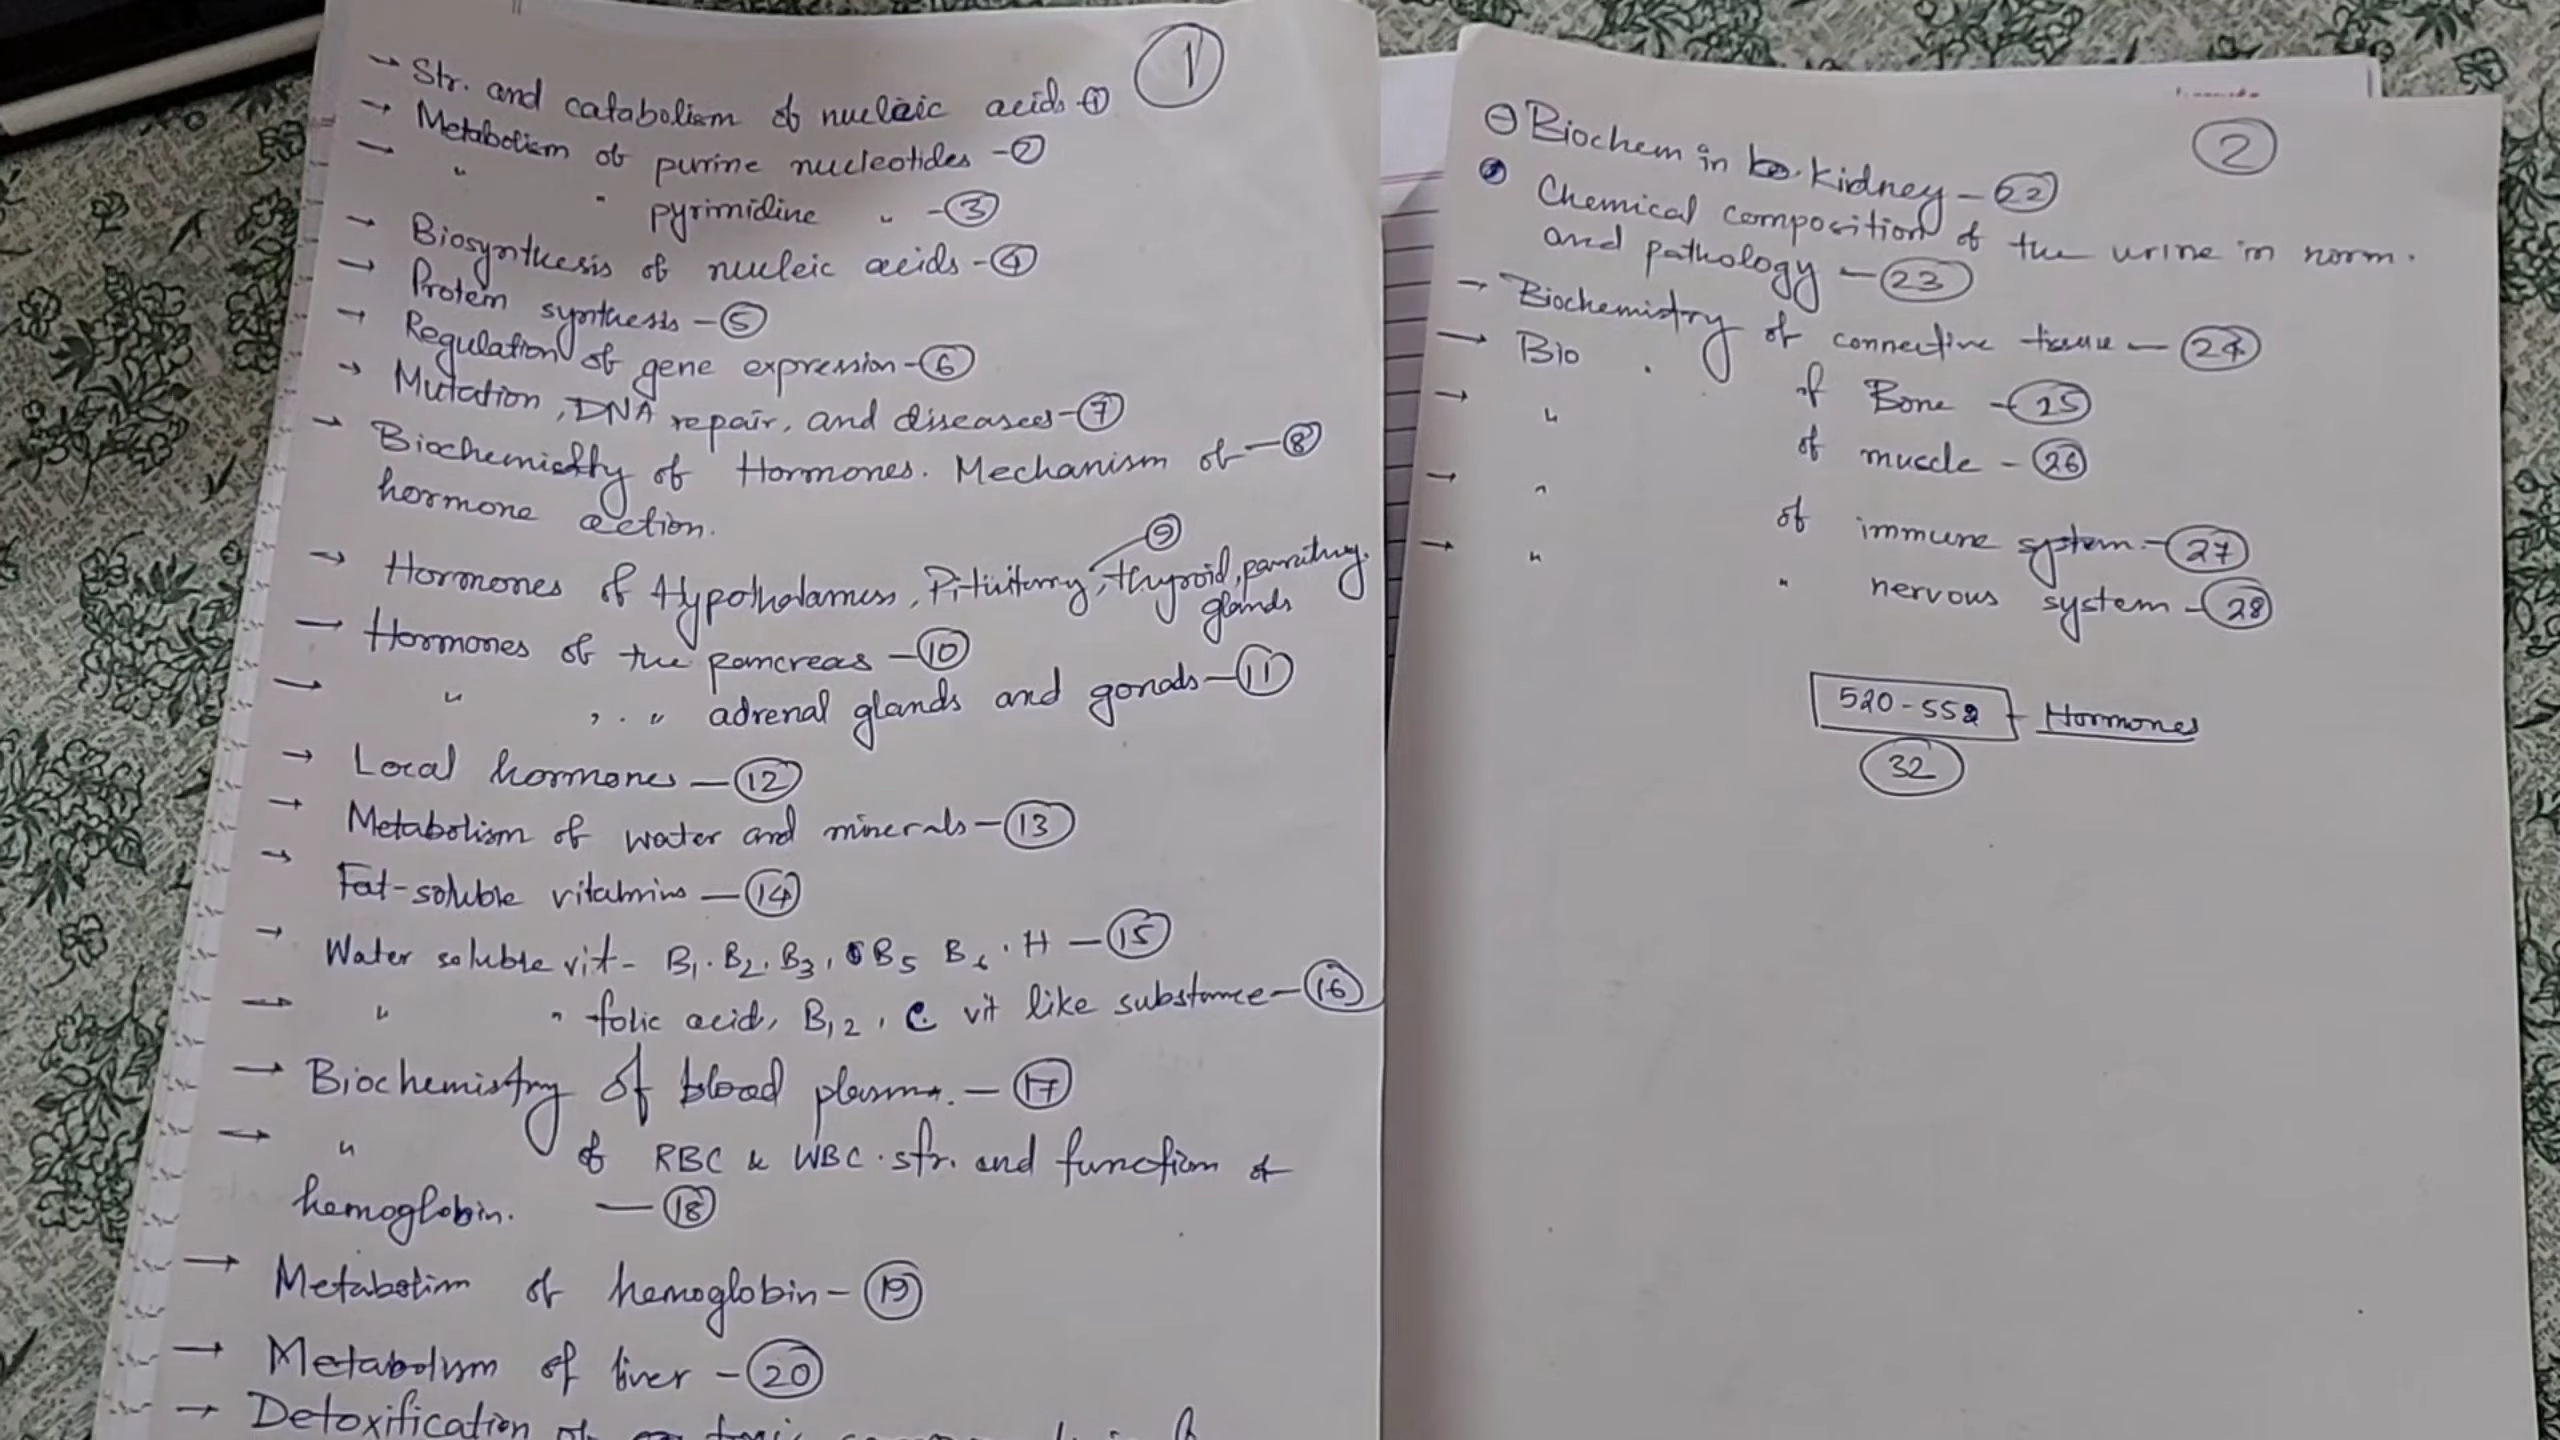 1
→ Str. and catabolism of nucleic acids ①
→ Metabolism of purine nucleotides - ②
→ " " pyrimidine " - ③
→ Biosynthesis of nucleic acids - ④
→ Protein synthesis - ⑤
→ Regulation of gene expression - ⑥
→ Mutation, DNA repair, and diseases - ⑦
→ Biochemistry of Hormones. Mechanism of - ⑧
hormone action.
→ Hormones of Hypothalamus, Pituitary, thyroid, parathy. ⑨
glands
→ Hormones of the pancreas - ⑩
→ " " " adrenal glands and gonads - ⑪
→ Local hormones - ⑫
→ Metabolism of water and minerals - ⑬
→ Fat-soluble vitamins - ⑭
→ Water soluble vit - B1. B2. B3, B5 B6. H - ⑮
→ " " folic acid, B12, C vit like substance - ⑯
→ Biochemistry of blood plasma. - ⑰
→ " of RBC & WBC. str. and function of
hemoglobin. - ⑱
→ Metabolim of hemoglobin - ⑲
→ Metabolism of liver - ⑳
→ Detoxification of
2
Biochem in Kidney - 22
Chemical composition of the urine in norm.
and pathology - 23
→ Biochemistry of connective tissue - 24
→ Bio . of Bone - 25
→ " of muscle - 26
→ " of immune system. - 27
→ " " nervous system - 28
520-552 - Hormones
32